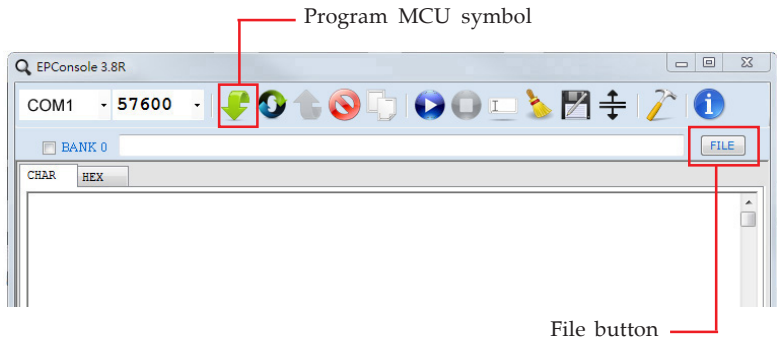 Program MCU symbol
EPConsole 3.8R
COM1 57600
BANK 0 FILE
CHAR HEX
File button